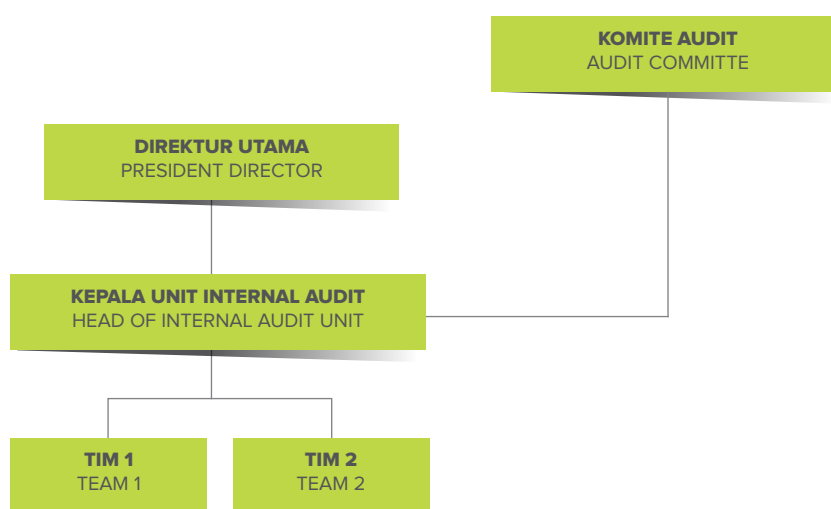 KOMITE AUDIT
AUDIT COMMITTE
DIREKTUR UTAMA
PRESIDENT DIRECTOR
KEPALA UNIT INTERNAL AUDIT
HEAD OF INTERNAL AUDIT UNIT
TIM 1
TEAM 1
TIM 2
TEAM 2